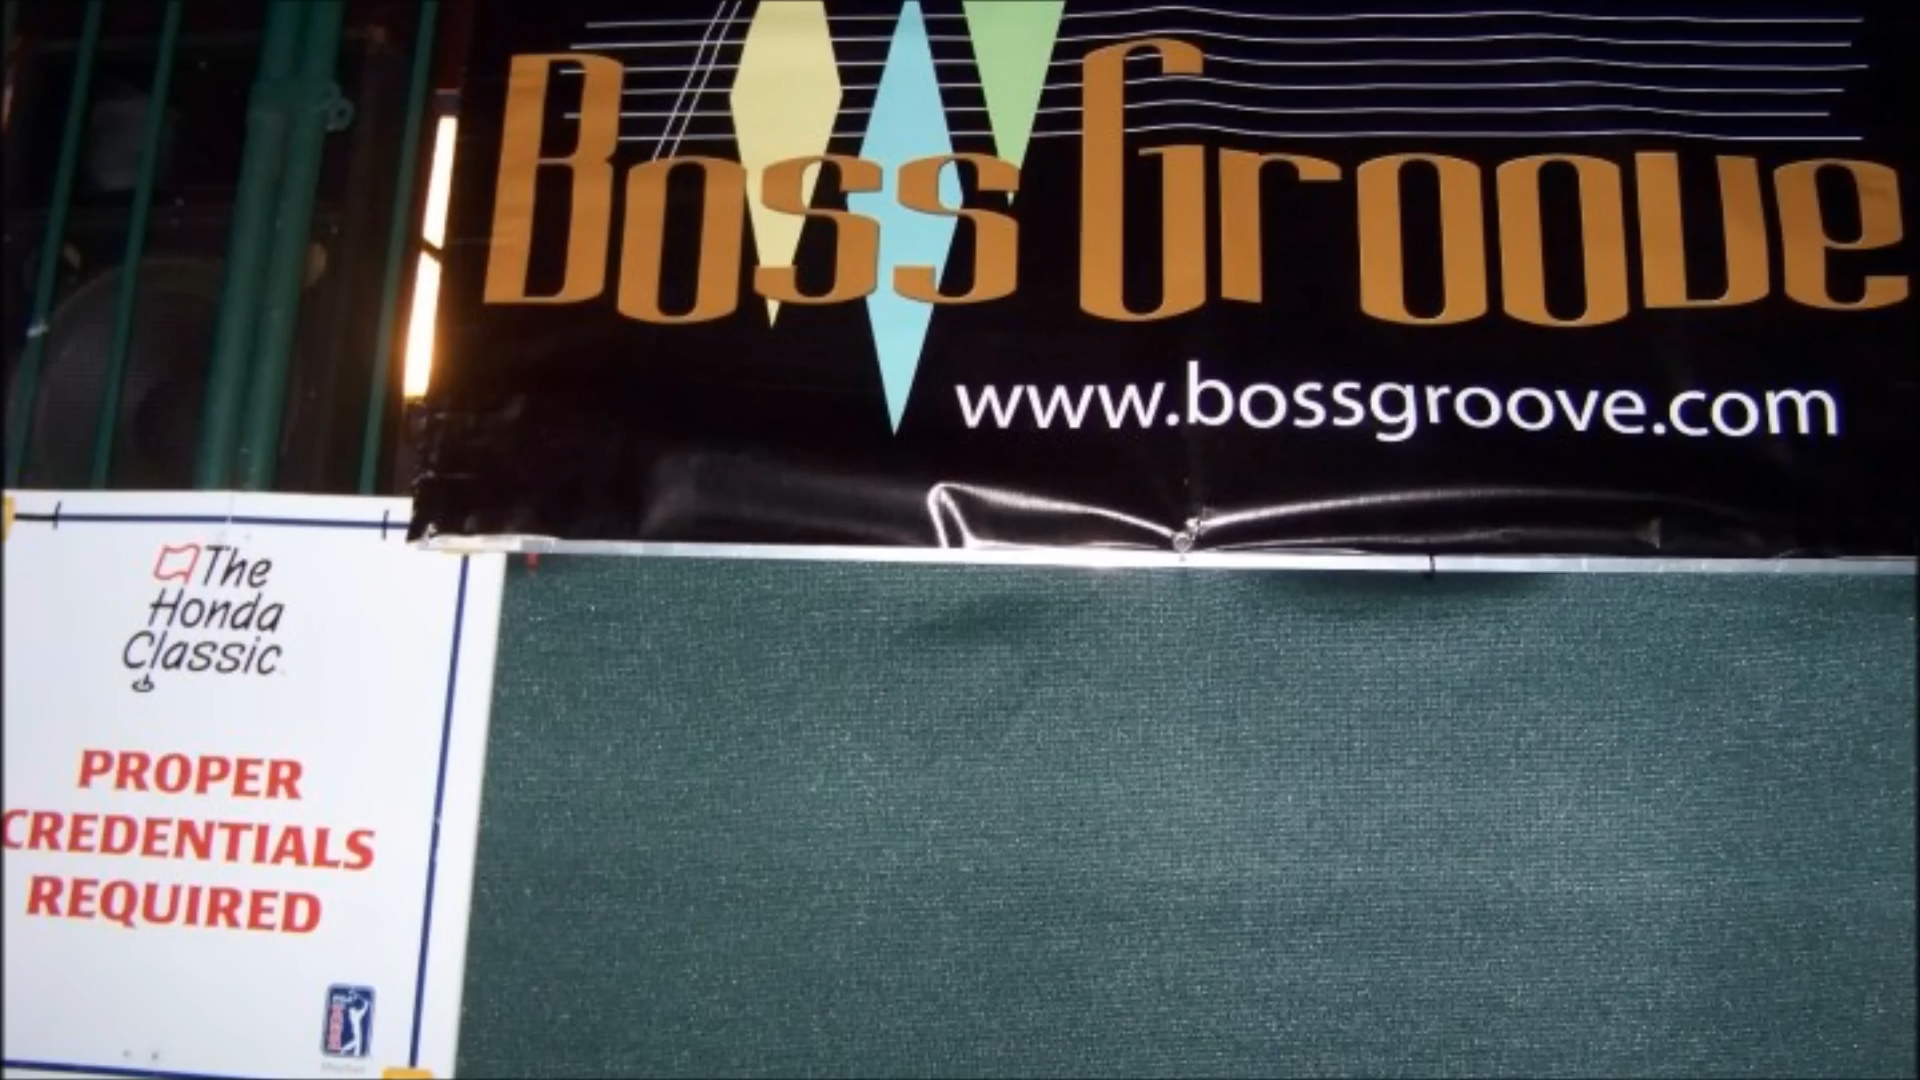 Boss Groove
www.bossgroove.com
The
Honda
Classic
PROPER
CREDENTIALS
REQUIRED